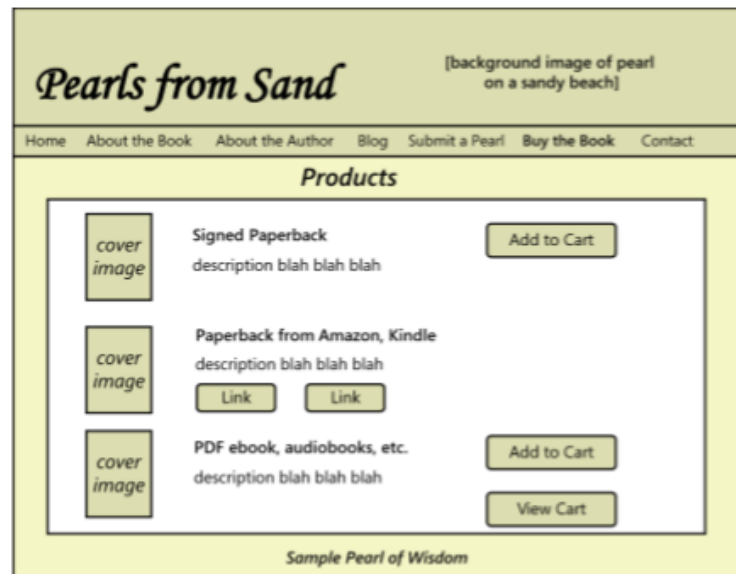 Pearls from Sand
[background image of pearl
on a sandy beach]
Home About the Book About the Author Blog Submit a Pearl Buy the Book Contact
Products
cover
image
Signed Paperback
description blah blah blah
Add to Cart
cover
image
Paperback from Amazon, Kindle
description blah blah blah
Link Link
cover
image
PDF ebook, audiobooks, etc.
description blah blah blah
Add to Cart
View Cart
Sample Pearl of Wisdom